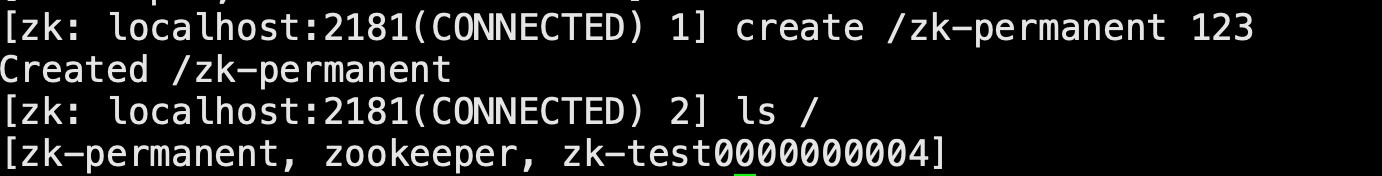 [zk: localhost:2181(CONNECTED) 1] create /zk-permanent 123
Created /zk-permanent
[zk: localhost:2181(CONNECTED) 2] ls /
[zk-permanent, zookeeper, zk-test0000000004]